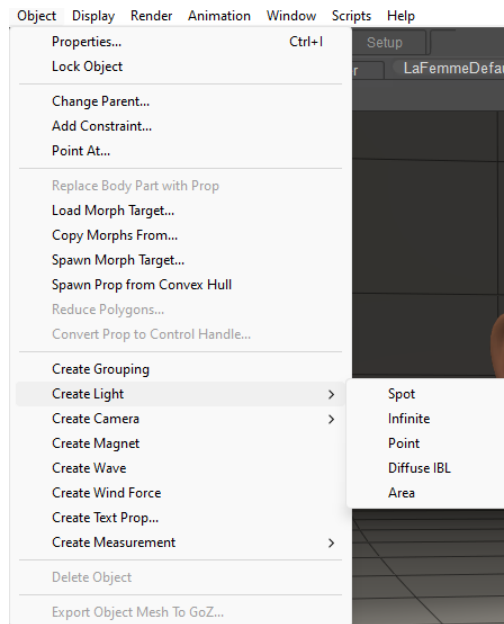 Object Display Render Animation Window Scripts Help
Properties... Ctrl+I
Setup
Lock Object
LaFemmeDefau
Change Parent...
Add Constraint...
Point At...
Replace Body Part with Prop
Load Morph Target...
Copy Morphs From...
Spawn Morph Target...
Spawn Prop from Convex Hull
Reduce Polygons...
Convert Prop to Control Handle...
Create Grouping
Create Light
Spot
Create Camera
Infinite
Create Magnet
Point
Create Wave
Diffuse IBL
Create Wind Force
Area
Create Text Prop...
Create Measurement
Delete Object
Export Object Mesh To GoZ...